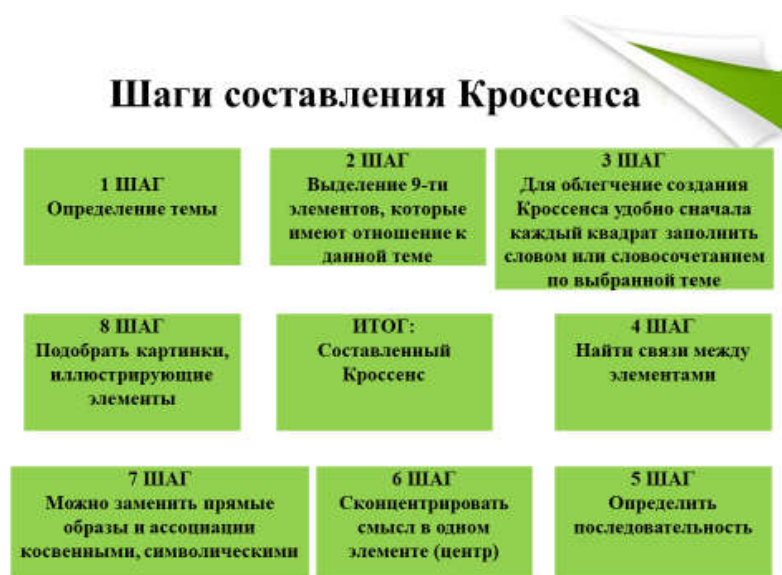 Шаги составления Кроссенса
1 ШАГ
Определение темы
2 ШАГ
Выделение 9-ти
элементов, которые
имеют отношение к
данной теме
3 ШАГ
Для облегчение создания
Кроссенса удобно сначала
каждый квадрат заполнить
словом или словосочетанием
по выбранной теме
8 ШАГ
Подобрать картинки,
иллюстрирующие
элементы
ИТОГ:
Составленный
Кроссенс
4 ШАГ
Найти связи между
элементами
7 ШАГ
Можно заменить прямые
образы и ассоциации
косвенными, символическими
6 ШАГ
Сконцентрировать
смысл в одном
элементе (центр)
5 ШАГ
Определить
последовательность